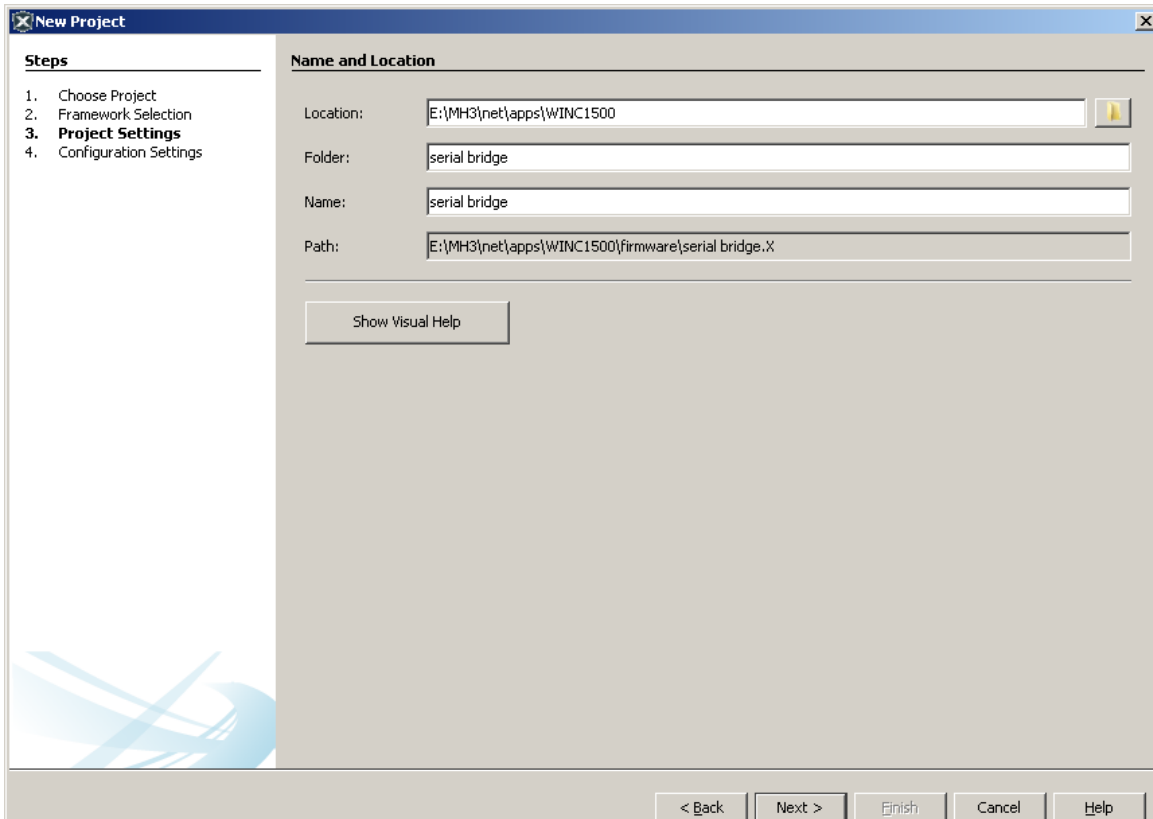 New Project
Steps
1. Choose Project
2. Framework Selection
3. Project Settings
4. Configuration Settings
Name and Location
Location: E:\MH3\net\apps\WINC1500
Folder: serial bridge
Name: serial bridge
Path: E:\MH3\net\apps\WINC1500\firmware\serial bridge.X
Show Visual Help
< Back Next > Finish Cancel Help